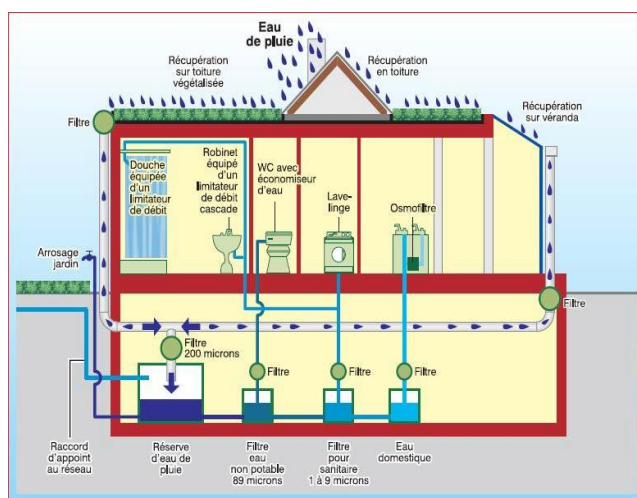 Eau
de pluie
Récupération
sur toiture
végétalisée
Récupération
en toiture
Récupération
sur véranda
Filtre
Douche
équipée
d'un
limitateur
de débit
Robinet
équipé
d'un
limitateur
de débit
cascade
WC avec
économiseur
d'eau
Lave-
linge
Osmofiltre
Arrosage
jardin
Filtre
Filtre
200 microns
Filtre
Filtre
Filtre
Raccord
d'appoint
au réseau
Réserve
d'eau de
pluie
Filtre
eau
non potable
89 microns
Filtre
pour
sanitaire
1 à 9 microns
Eau
domestique